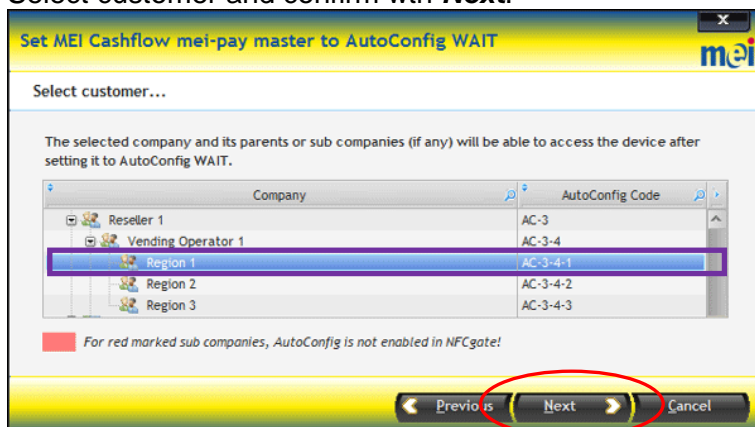 Select customer and confirm wth Next.
Set MEI Cashflow mei-pay master to AutoConfig WAIT
x
mei
Select customer...
The selected company and its parents or sub companies (if any) will be able to access the device after
setting it to AutoConfig WAIT.
Company AutoConfig Code
Reseller 1 AC-3
Vending Operator 1 AC-3-4
Region 1 AC-3-4-1
Region 2 AC-3-4-2
Region 3 AC-3-4-3
For red marked sub companies, AutoConfig is not enabled in NFCgate!
Previous Next Cancel